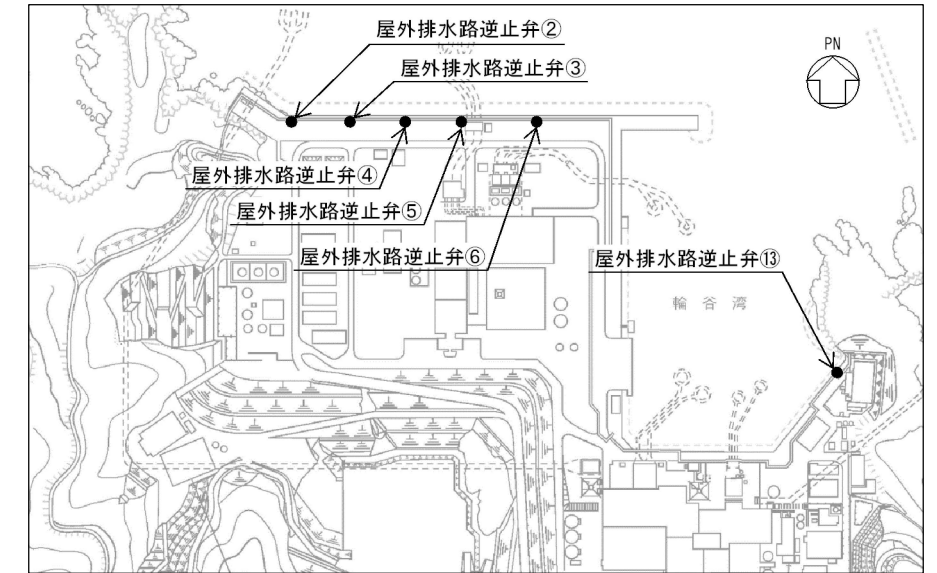 屋外排水路逆止弁②
屋外排水路逆止弁③
PN
屋外排水路逆止弁④
屋外排水路逆止弁⑤
屋外排水路逆止弁⑥
屋外排水路逆止弁⑬
輪谷湾